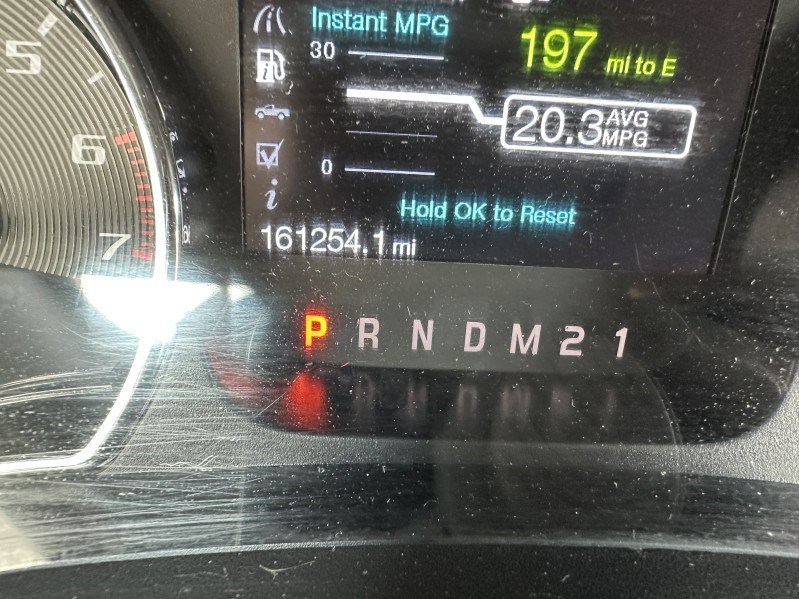 5
6
7
Instant MPG
30
0
197 mi to E
20.3 AVG MPG
Hold OK to Reset
161254.1 mi
P R N D M 2 1